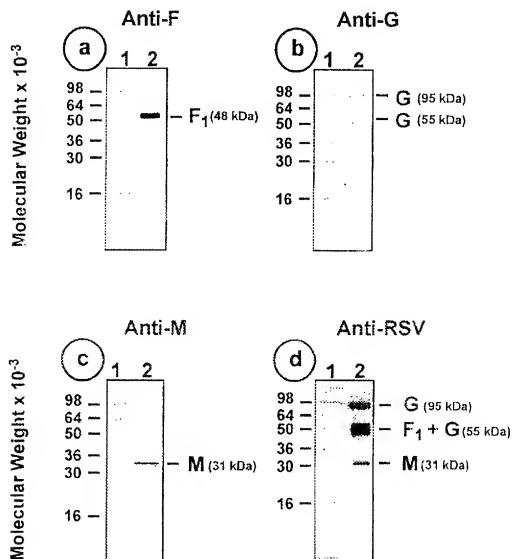 Anti-F
a
1 2
Molecular Weight x 10-3
98
64
50
36
30
16
F1 (48 kDa)
Anti-G
b
1 2
98
64
50
36
30
16
G (95 kDa)
G (55 kDa)
Anti-M
c
1 2
Molecular Weight x 10-3
98
64
50
36
30
16
M (31 kDa)
Anti-RSV
d
1 2
98
64
50
36
30
16
G (95 kDa)
F1 + G (55 kDa)
M (31 kDa)